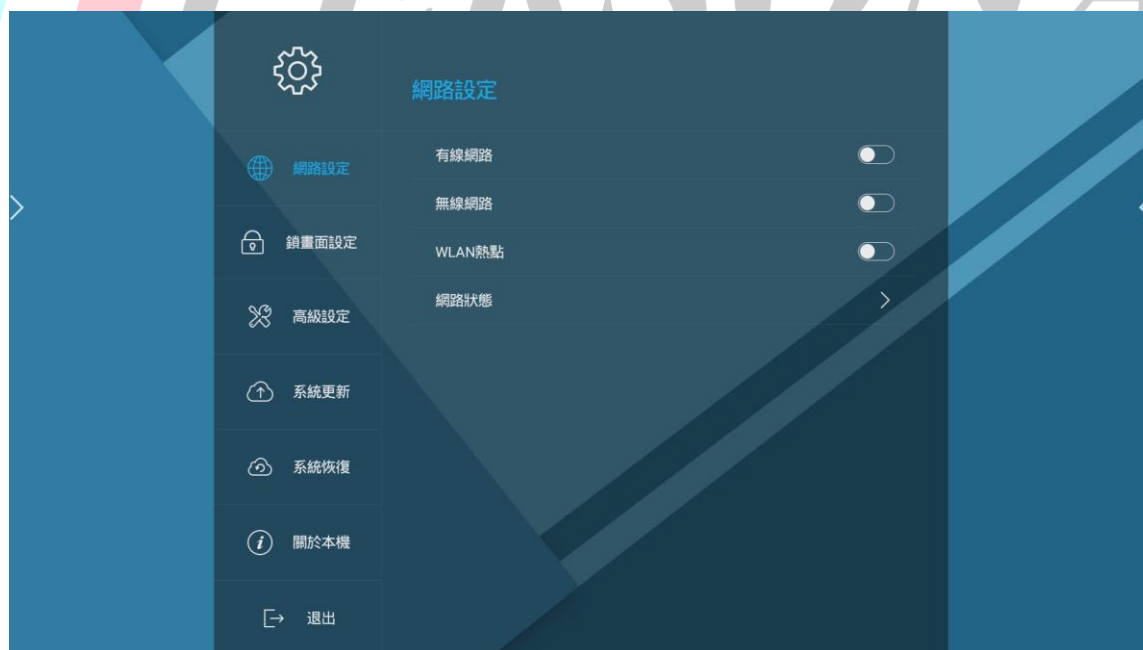 網路設定
網路設定
有線網路
無線網路
鎖畫面設定
WLAN熱點
網路狀態
高級設定
系統更新
系統恢復
關於本機
退出